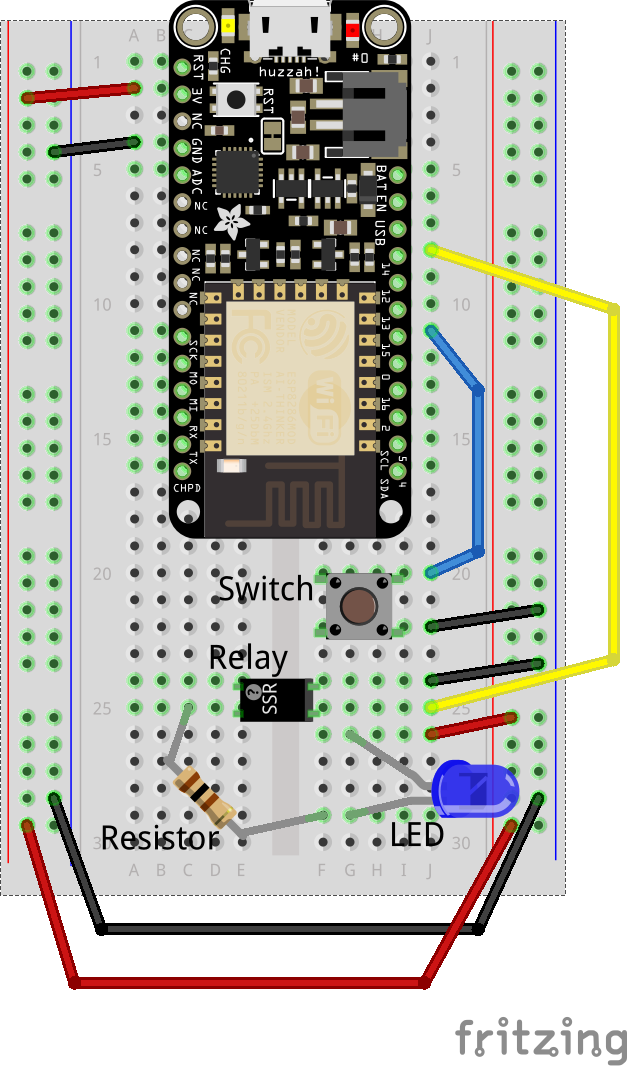 A B J
1
5
10
15
20
25
30
A B C D E F G H I J
CHG
huzzah!
#0
RST
RST
3V
NC
GND
ADC
NC
NC
NC
NC
NC
SCK
MO
MI
RX
TX
CHPD
BAT
EN
USB
14
12
13
15
0
16
2
5
4
SCL
SDA
FC
WiFi
5
10
15
20
25
30
1
Switch
Relay
SSR
?
Resistor
LED
fritzing